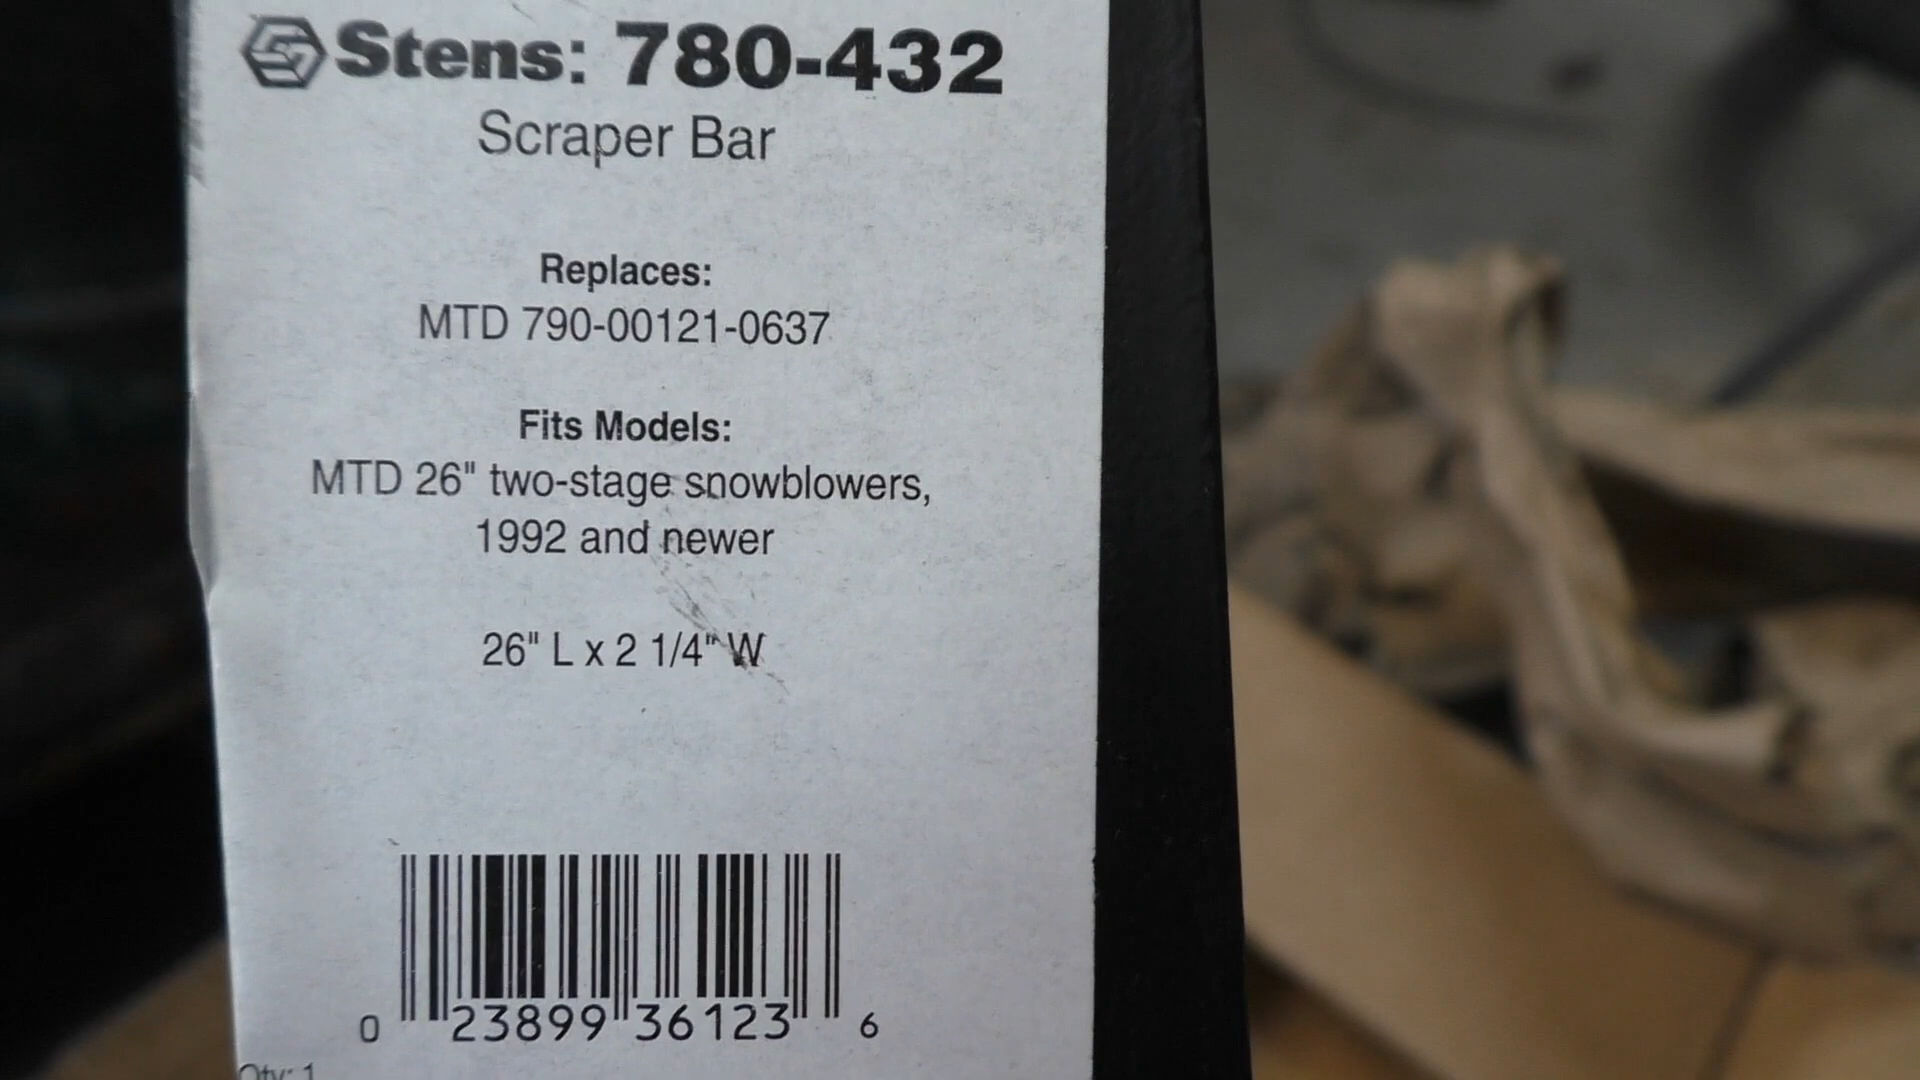 Stens: 780-432
Scraper Bar
Replaces:
MTD 790-00121-0637
Fits Models:
MTD 26" two-stage snowblowers,
1992 and newer
26" L x 2 1/4" W
0 23899 36123 6
Qty: 1